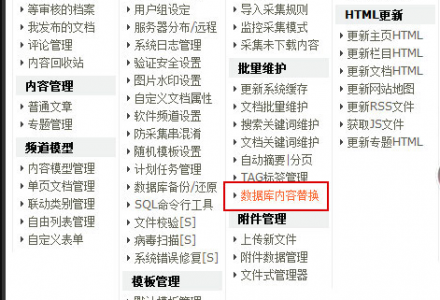 等审核的档案
我发布的文档
评论管理
内容回收站
内容管理
普通文章
专题管理
频道模型
内容模型管理
单页文档管理
联动类别管理
自由列表管理
自定义表单
用户组设定
服务器分布/远程
系统日志管理
验证安全设置
图片水印设置
自定义文档属性
软件频道设置
防采集串混淆
随机模板设置
计划任务管理
数据库备份/还原
SQL命令行工具
文件校验[S]
病毒扫描[S]
系统错误修复[S]
模板管理
默认模板管理
导入采集规则
监控采集模式
采集未下载内容
批量维护
更新系统缓存
文档批量维护
搜索关键词维护
文档关键词维护
自动摘要|分页
TAG标签管理
数据库内容替换
附件管理
上传新文件
附件数据管理
文件式管理器
HTML更新
更新主页HTML
更新栏目HTML
更新文档HTML
更新网站地图
更新RSS文件
获取JS文件
更新专题HTML